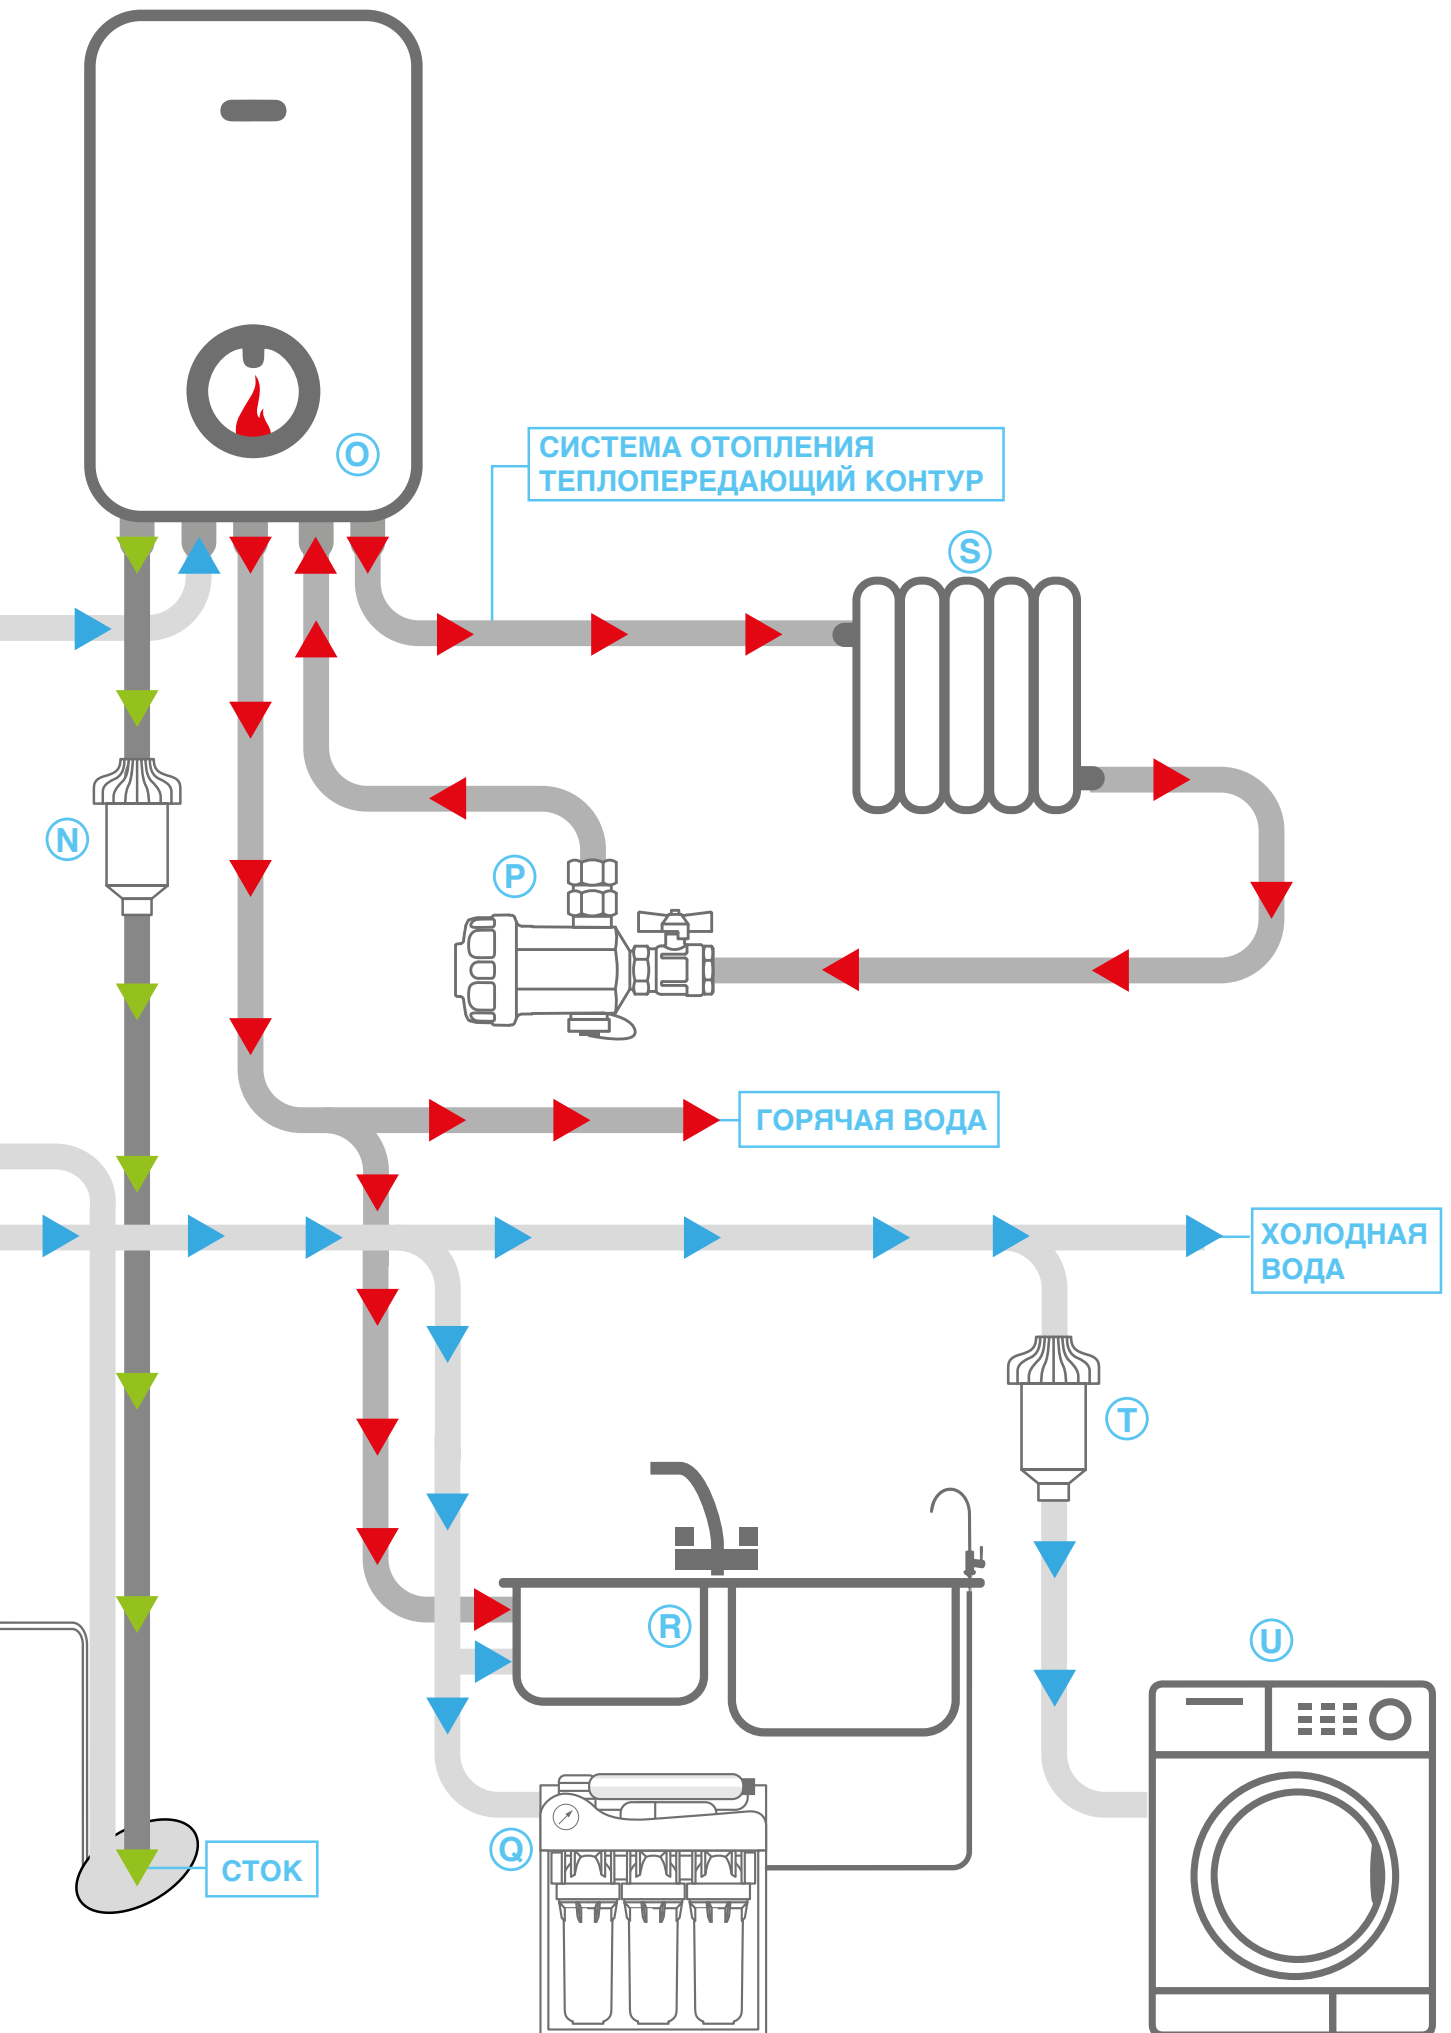 O
СИСТЕМА ОТОПЛЕНИЯ
ТЕПЛОПЕРЕДАЮЩИЙ КОНТУР
S
N
P
ГОРЯЧАЯ ВОДА
ХОЛОДНАЯ
ВОДА
T
R
U
Q
СТОК